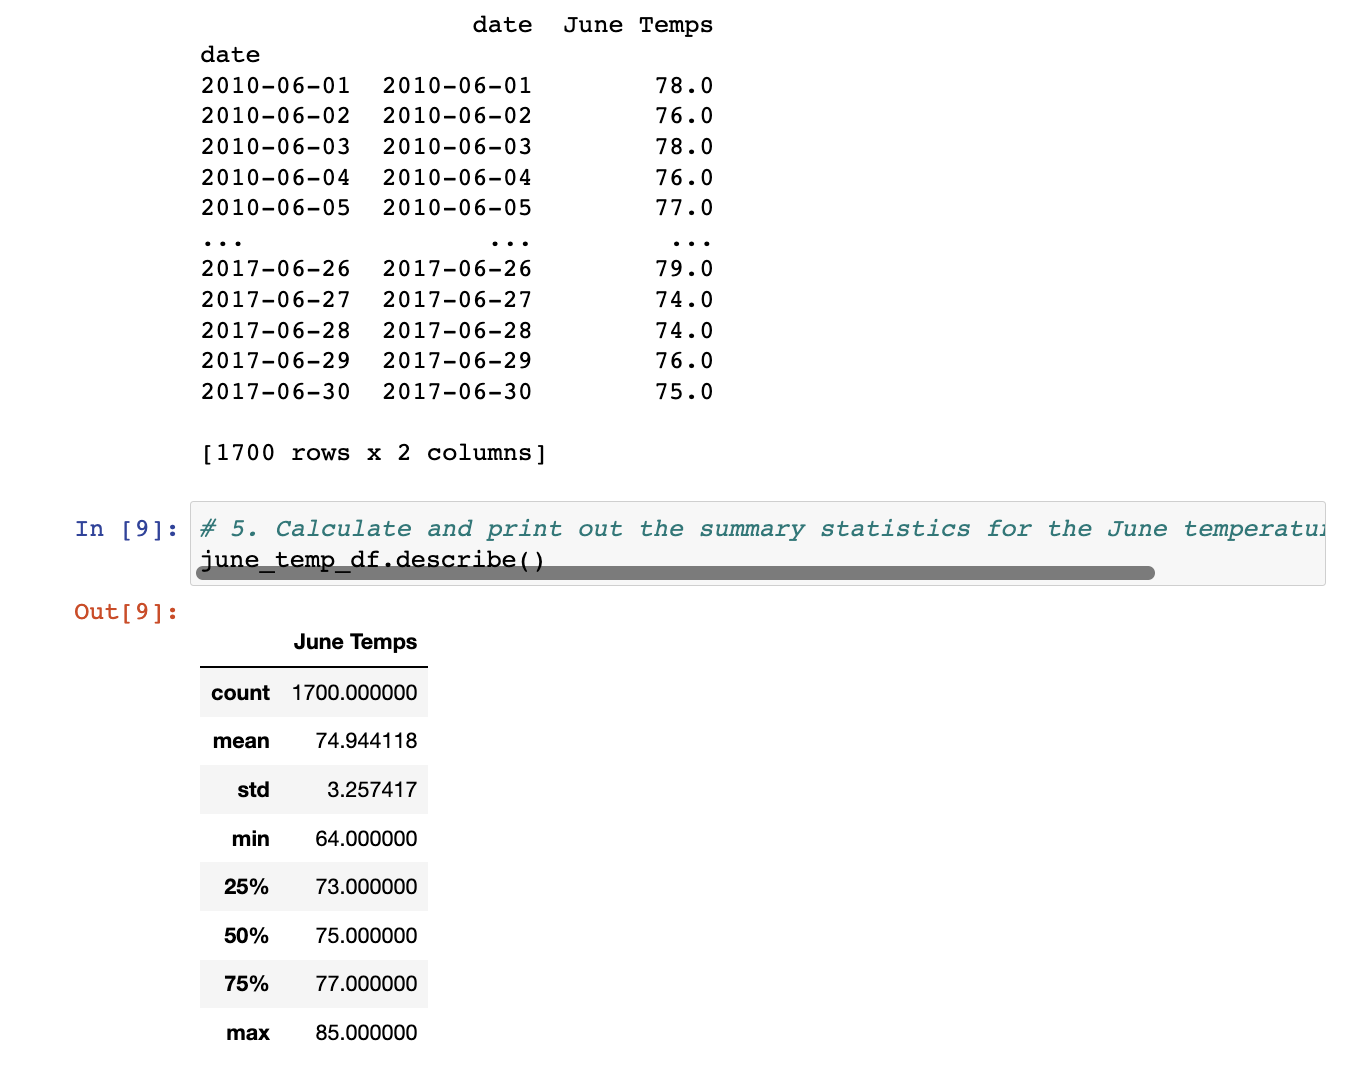 date June Temps
date
2010-06-01 2010-06-01 78.0
2010-06-02 2010-06-02 76.0
2010-06-03 2010-06-03 78.0
2010-06-04 2010-06-04 76.0
2010-06-05 2010-06-05 77.0
... ... ...
2017-06-26 2017-06-26 79.0
2017-06-27 2017-06-27 74.0
2017-06-28 2017-06-28 74.0
2017-06-29 2017-06-29 76.0
2017-06-30 2017-06-30 75.0
[1700 rows x 2 columns]
In [9]: # 5. Calculate and print out the summary statistics for the June
june_temp_df.describe()
Out[9]:
June Temps
count 1700.000000
mean 74.944118
std 3.257417
min 64.000000
25% 73.000000
50% 75.000000
75% 77.000000
max 85.000000